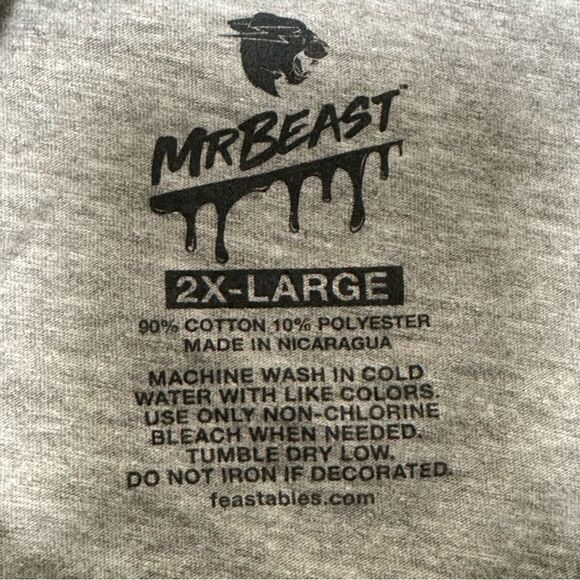 MRBEAST™
2X-LARGE
90% COTTON 10% POLYESTER
MADE IN NICARAGUA
MACHINE WASH IN COLD
WATER WITH LIKE COLORS.
USE ONLY NON-CHLORINE
BLEACH WHEN NEEDED.
TUMBLE DRY LOW.
DO NOT IRON IF DECORATED.
feastables.com